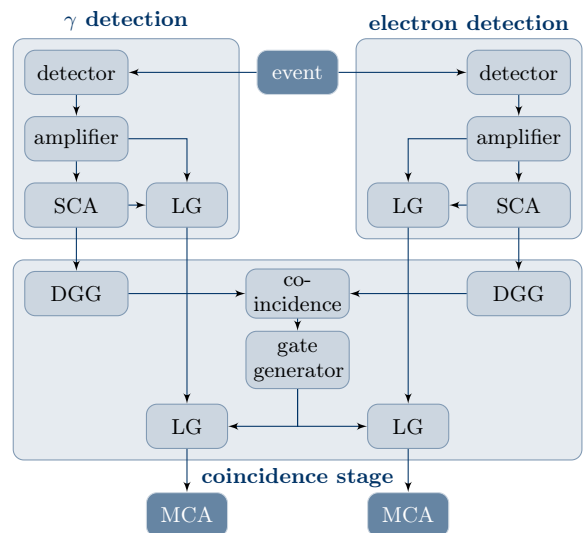 γ detection
electron detection
detector
event
detector
amplifier
amplifier
SCA
LG
LG
SCA
DGG
co-
incidence
DGG
gate
generator
LG
LG
coincidence stage
MCA
MCA